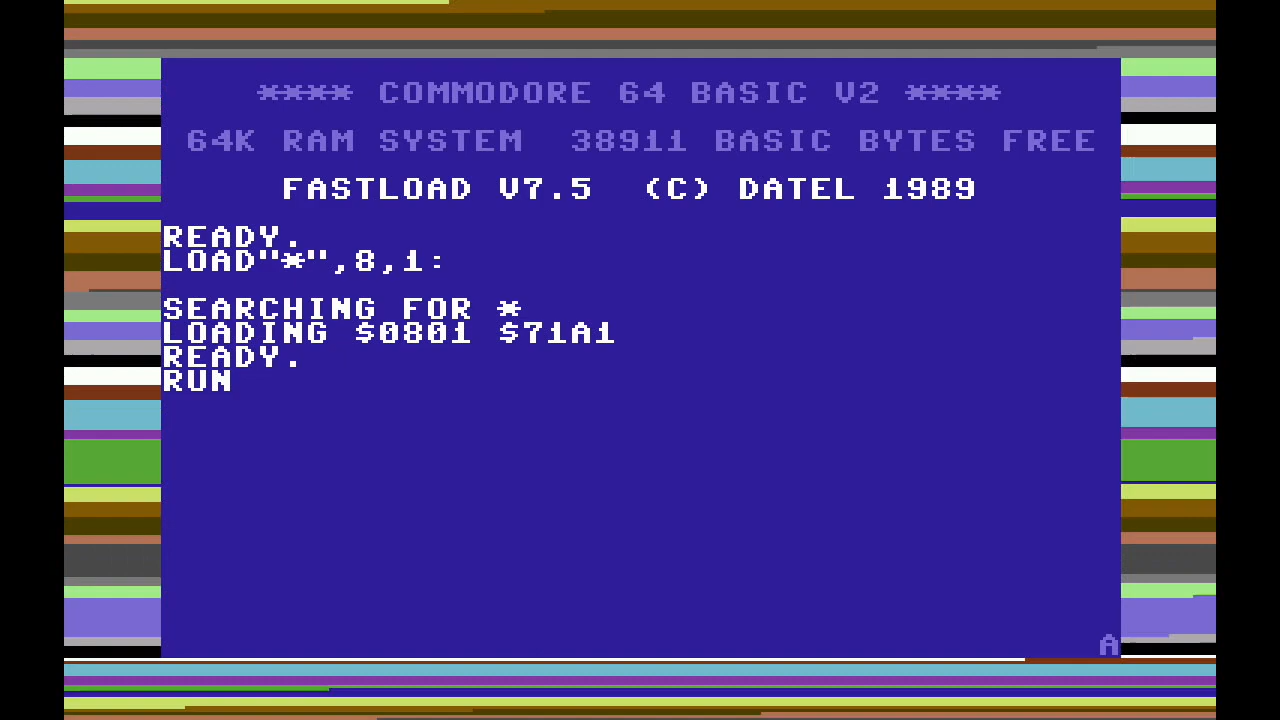 **** COMMODORE 64 BASIC V2 ****
64K RAM SYSTEM  38911 BASIC BYTES FREE
FASTLOAD V7.5  (C) DATEL 1989
READY.
LOAD"*",8,1:
SEARCHING FOR *
LOADING $0801 $71A1
READY.
RUN
A